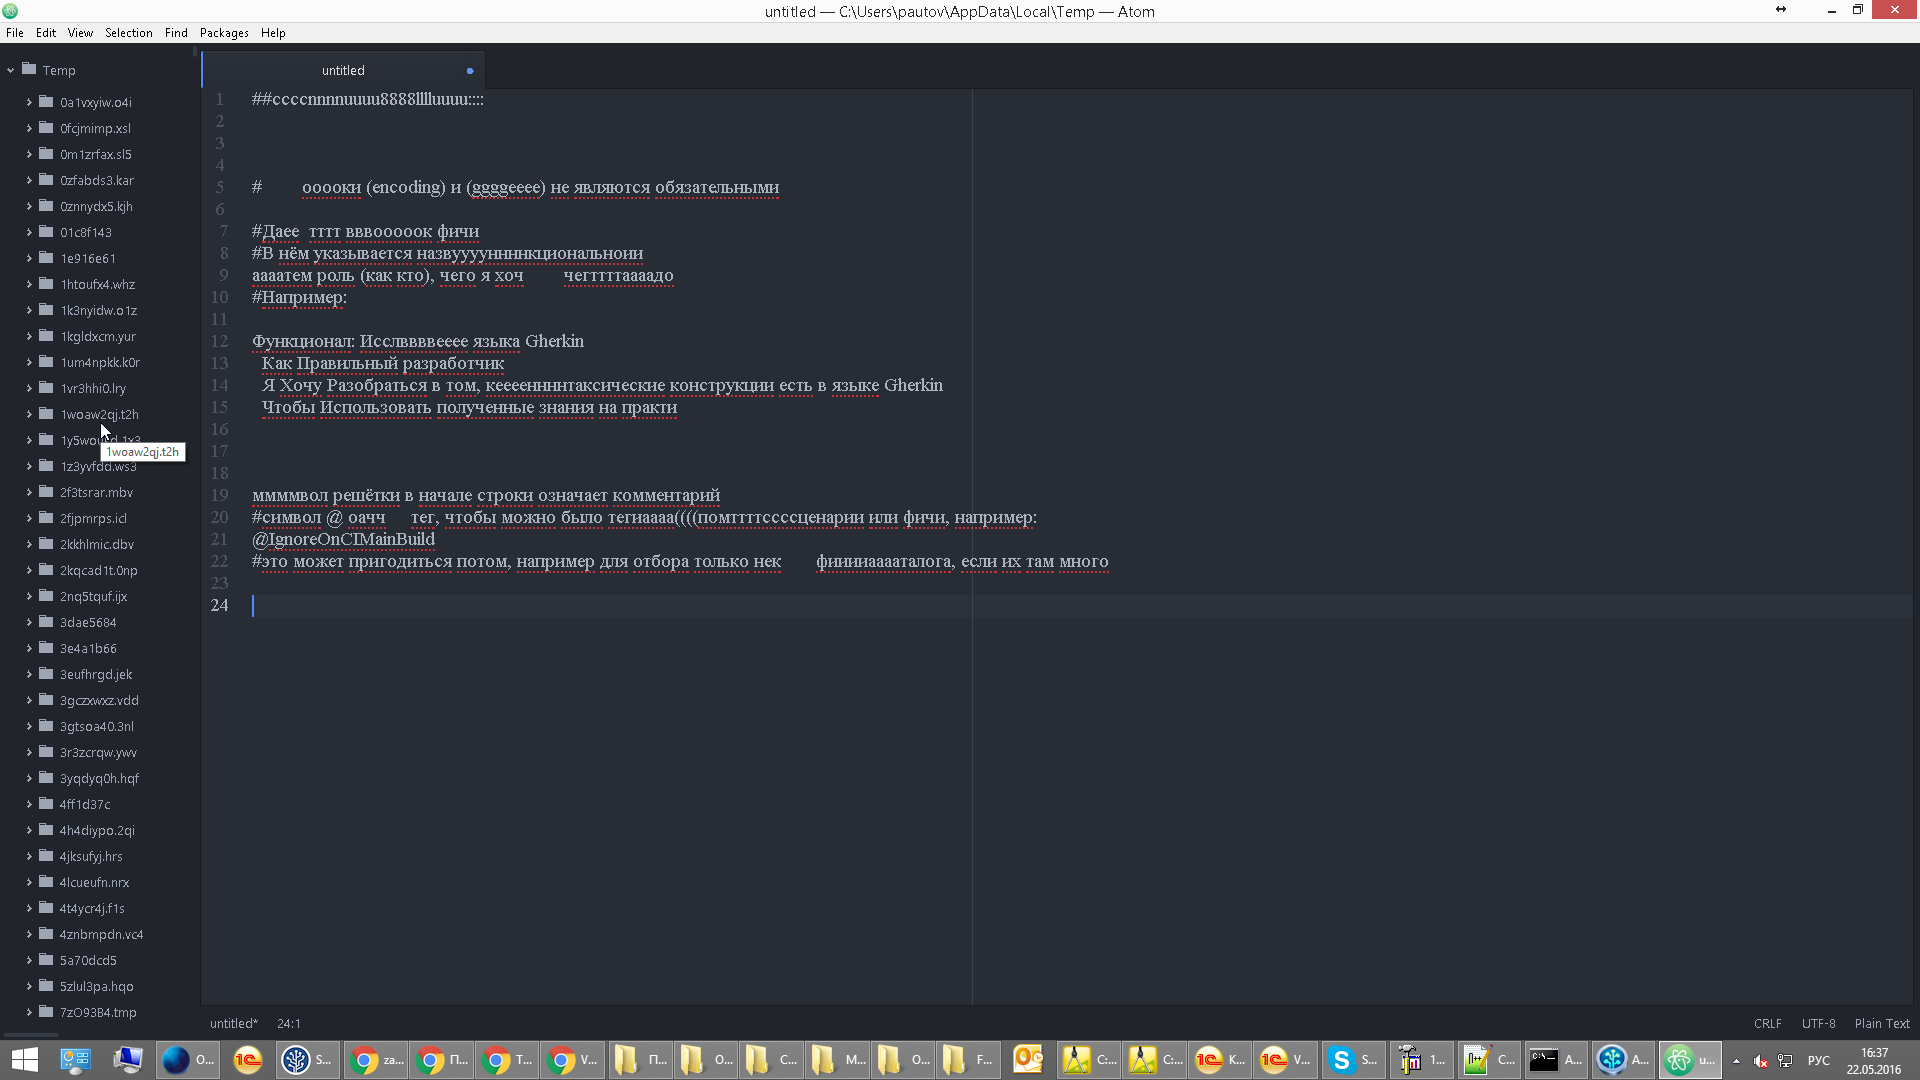 untitled — C:\Users\pautov\AppData\Local\Temp — Atom
File Edit View Selection Find Packages Help
Temp
0a1vxyiw.o4i
0fcjmimp.xsl
0m1zrfax.sl5
0zfabds3.kar
0znnydx5.kjh
01c8f143
1e916e61
1htoufx4.whz
1k3nyidw.o1z
1kgldxcm.yur
1um4npkk.k0r
1vr3hhi0.lry
1woaw2qj.t2h
1woaw2qj.t2h
1z3yvfdd.ws3
2f3tsrar.mbv
2fjpmrps.icl
2kkhlmic.dbv
2kqcad1t.0np
2nq5tquf.ijx
3dae5684
3e4a1b66
3eufhrgd.jek
3gczxwxz.vdd
3gtsoa40.3nl
3r3zcrqw.ywv
3yqdyq0h.hqf
4ff1d37c
4h4diypo.2qi
4jksufyj.hrs
4lcueufn.nrx
4t4ycr4j.f1s
4znbmpdn.vc4
5a70dcd5
5zlul3pa.hqo
7zO93B4.tmp
untitled
1 ##ccccnnnnuuuu8888lllluuuu::::
2
3
4
5 # ооооки (encoding) и (ggggeeee) не являются обязательными
6
7 #Даее тттт вввооооок фичи
8 #В нём указывается назвууууннннкциональноии
9 аааатем роль (как кто), чего я хоч чегттттааааадо
10 #Например:
11
12 Функционал: Исслввввееее языка Gherkin
13 Как Правильный разработчик
14 Я Хочу Разобраться в том, кеееенннтаксические конструкции есть в языке Gherkin
15 Чтобы Использовать полученные знания на практи
16
17
18
19 ммммвол решётки в начале строки означает комментарий
20 #символ @ оачч тег, чтобы можно было тегиаааа((((помттттссссценарии или фичи, например:
21 @IgnoreOnCIMainBuild
22 #это может пригодиться потом, например для отбора только нек фииииааааталога, если их там много
23
24
untitled* 24:1 CRLF UTF-8 Plain Text
O... S... za... П... T... V... П... O... C... M... O... F... C:... C:... K... V... S... 1... C... A... A... u... РУС 16:37
22.05.2016